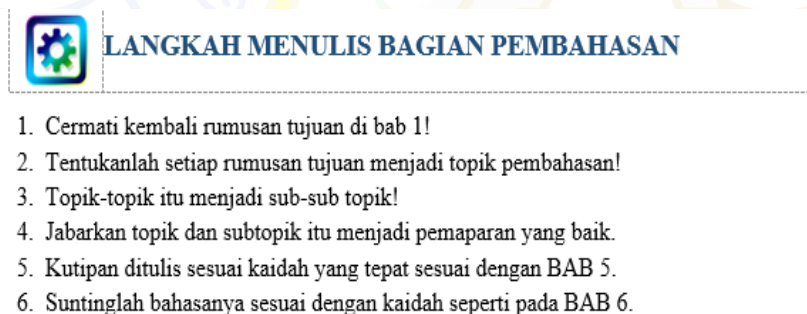 LANGKAH MENULIS BAGIAN PEMBAHASAN
1. Cermati kembali rumusan tujuan di bab 1!
2. Tentukanlah setiap rumusan tujuan menjadi topik pembahasan!
3. Topik-topik itu menjadi sub-sub topik!
4. Jabarkan topik dan subtopik itu menjadi pemaparan yang baik.
5. Kutipan ditulis sesuai kaidah yang tepat sesuai dengan BAB 5.
6. Suntinglah bahasanya sesuai dengan kaidah seperti pada BAB 6.